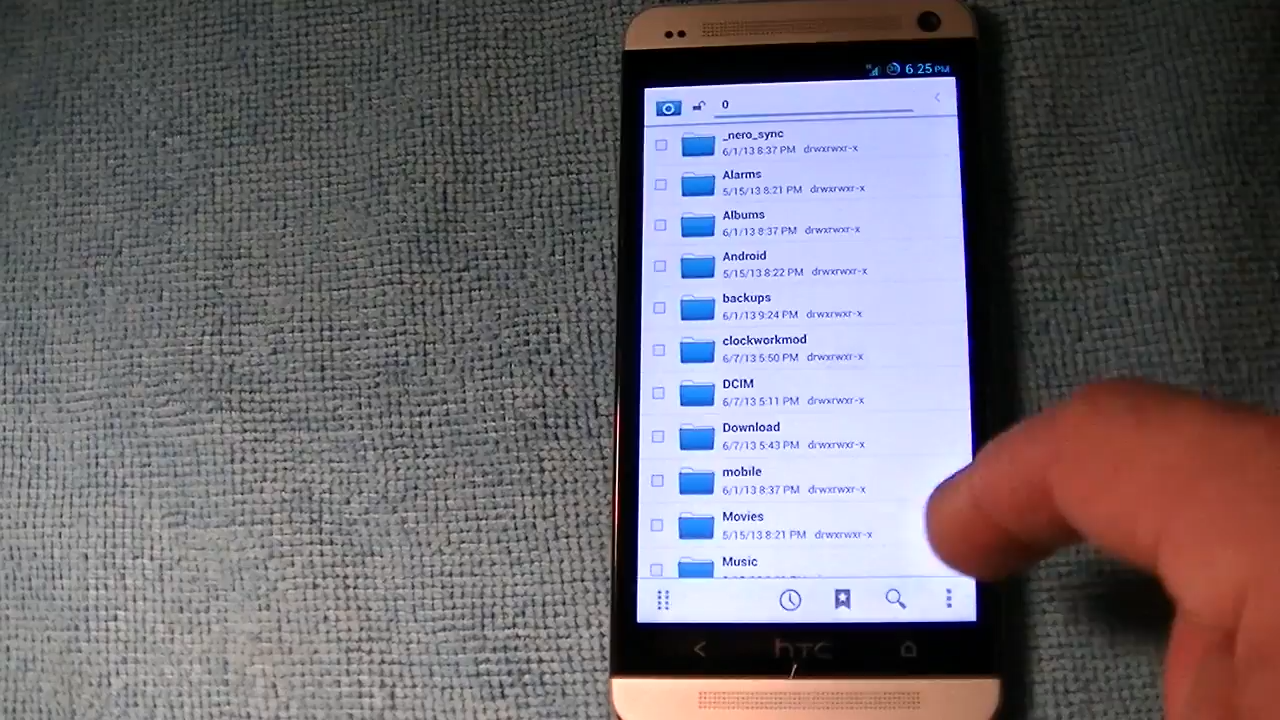 6:25 PM
0
_nero_sync
6/1/13 8:37 PM drwxrwxr-x
Alarms
5/15/13 8:21 PM drwxrwxr-x
Albums
6/1/13 8:37 PM drwxrwxr-x
Android
5/15/13 8:22 PM drwxrwxr-x
backups
6/1/13 9:24 PM drwxrwxr-x
clockworkmod
6/7/13 5:50 PM drwxrwxr-x
DCIM
6/7/13 5:11 PM drwxrwxr-x
Download
6/7/13 5:43 PM drwxrwxr-x
mobile
6/1/13 8:37 PM drwxrwxr-x
Movies
5/15/13 8:21 PM drwxrwxr-x
Music
hTC